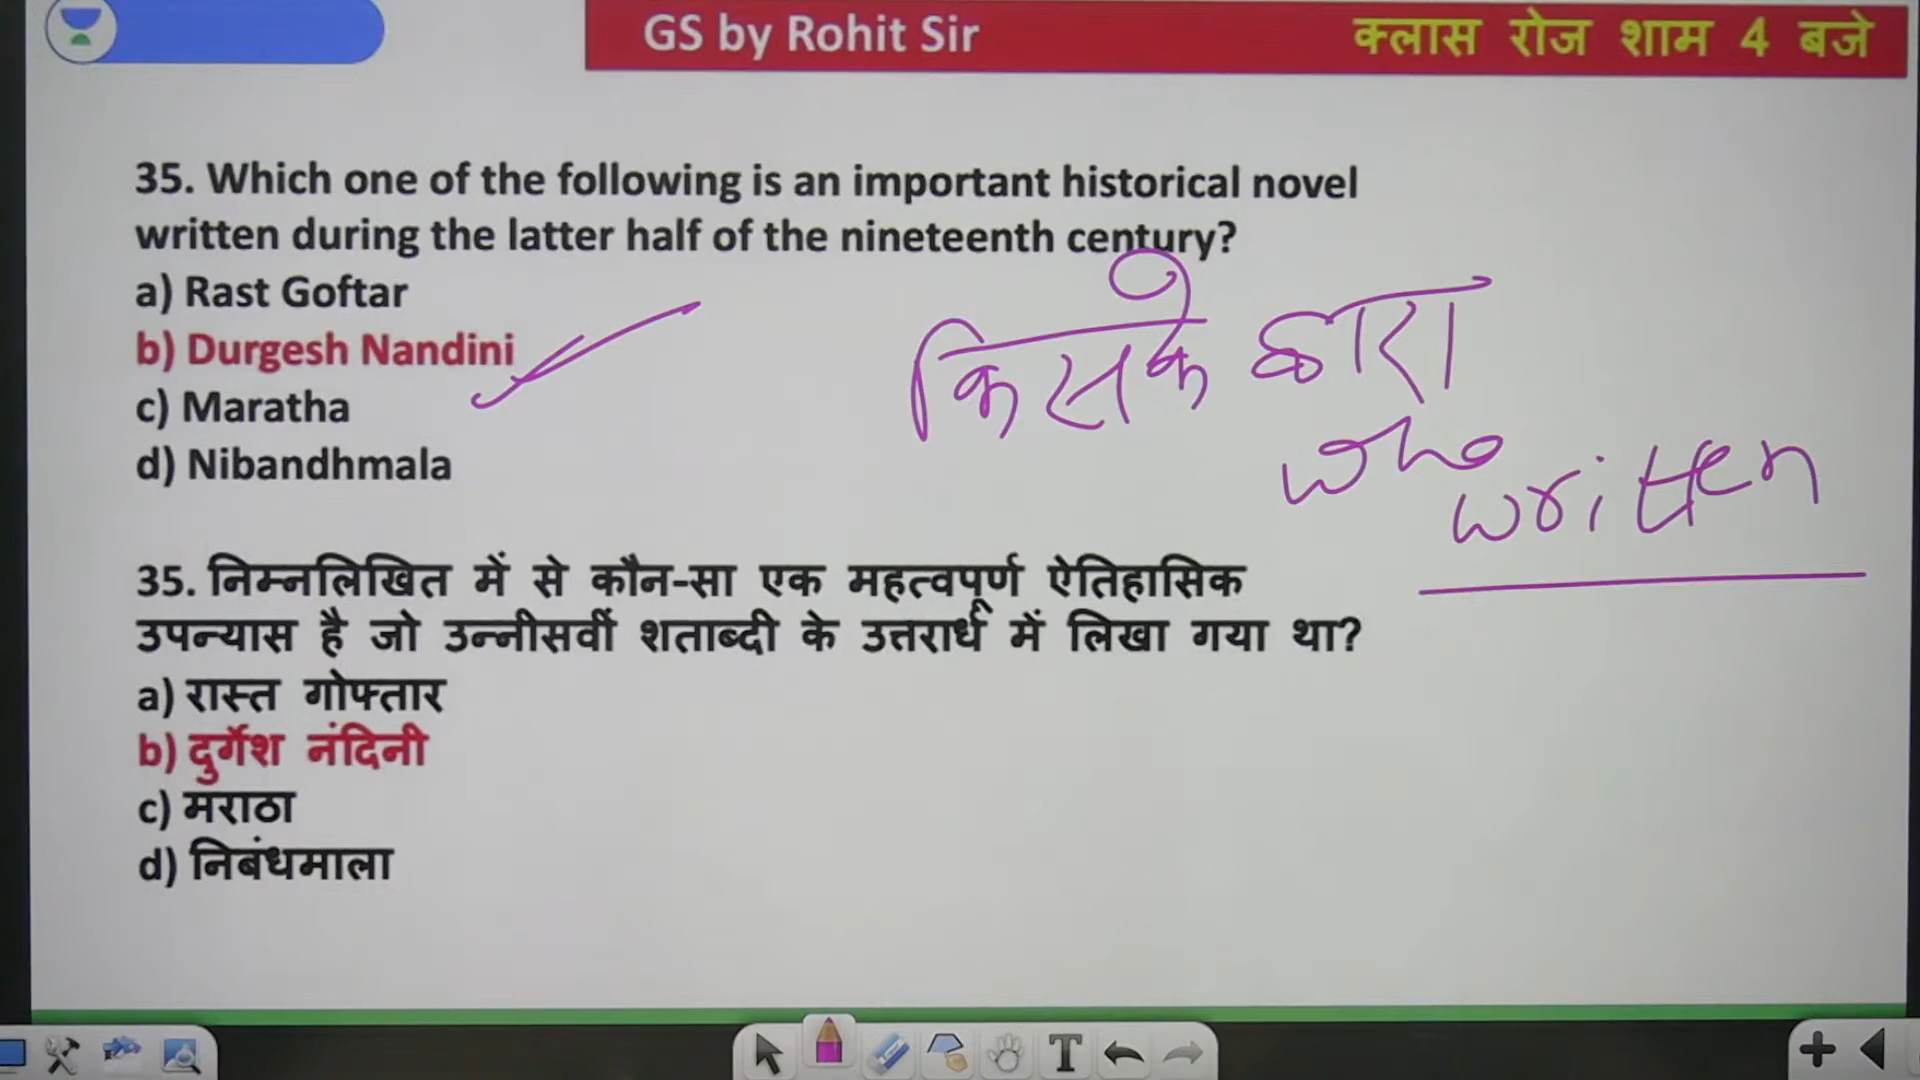 GS by Rohit Sir
क्लास रोज शाम 4 बजे
35. Which one of the following is an important historical novel
written during the latter half of the nineteenth century?
a) Rast Goftar
b) Durgesh Nandini
c) Maratha
d) Nibandhmala
किसके द्वारा
who
written
35. निम्नलिखित में से कौन-सा एक महत्वपूर्ण ऐतिहासिक
उपन्यास है जो उन्नीसवीं शताब्दी के उत्तरार्ध में लिखा गया था?
a) रास्त गोफ्तार
b) दुर्गेश नंदिनी
c) मराठा
d) निबंधमाला
T